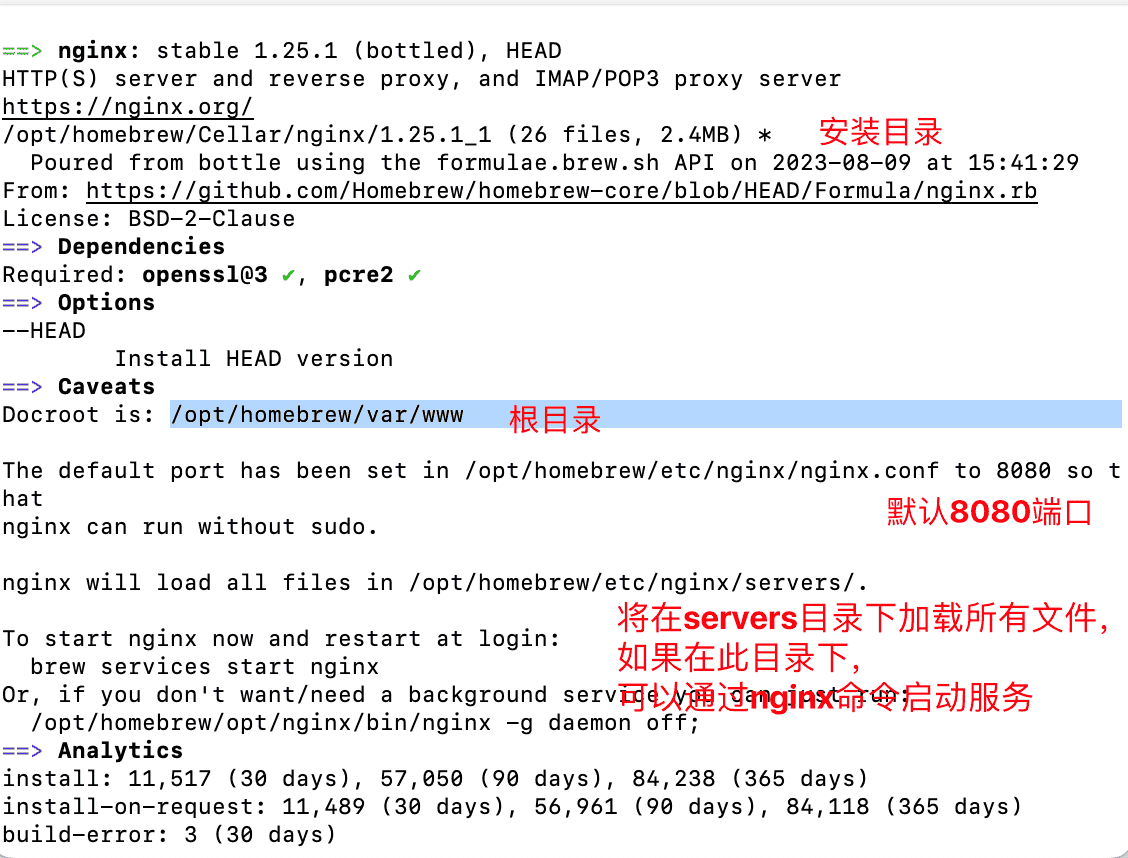 ==> nginx: stable 1.25.1 (bottled), HEAD
HTTP(S) server and reverse proxy, and IMAP/POP3 proxy server
https://nginx.org/
/opt/homebrew/Cellar/nginx/1.25.1_1 (26 files, 2.4MB) * 安装目录
Poured from bottle using the formulae.brew.sh API on 2023-08-09 at 15:41:29
From: https://github.com/Homebrew/homebrew-core/blob/HEAD/Formula/nginx.rb
License: BSD-2-Clause
==> Dependencies
Required: openssl@3 ✔, pcre2 ✔
==> Options
--HEAD
Install HEAD version
==> Caveats
Docroot is: /opt/homebrew/var/www 根目录
The default port has been set in /opt/homebrew/etc/nginx/nginx.conf to 8080 so t
hat
默认8080端口
nginx can run without sudo.
nginx will load all files in /opt/homebrew/etc/nginx/servers/.
将在servers目录下加载所有文件，
To start nginx now and restart at login:
如果在此目录下，
brew services start nginx
Or, if you don't want/need a background service you can just run:
可以通过nginx命令启动服务
/opt/homebrew/opt/nginx/bin/nginx -g daemon off;
==> Analytics
install: 11,517 (30 days), 57,050 (90 days), 84,238 (365 days)
install-on-request: 11,489 (30 days), 56,961 (90 days), 84,118 (365 days)
build-error: 3 (30 days)